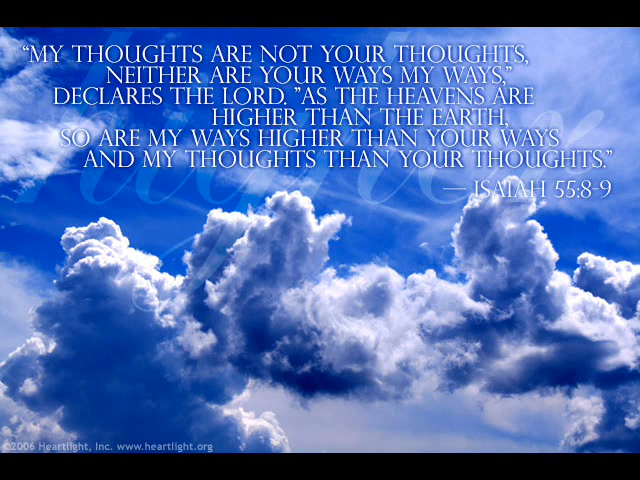 “MY THOUGHTS ARE NOT YOUR THOUGHTS,
NEITHER ARE YOUR WAYS MY WAYS,”
DECLARES THE LORD. ”AS THE HEAVENS ARE
HIGHER THAN THE EARTH,
SO ARE MY WAYS HIGHER THAN YOUR WAYS
AND MY THOUGHTS THAN YOUR THOUGHTS.”
— ISAIAH 55:8-9
©2006 Heartlight, Inc. www.heartlight.org